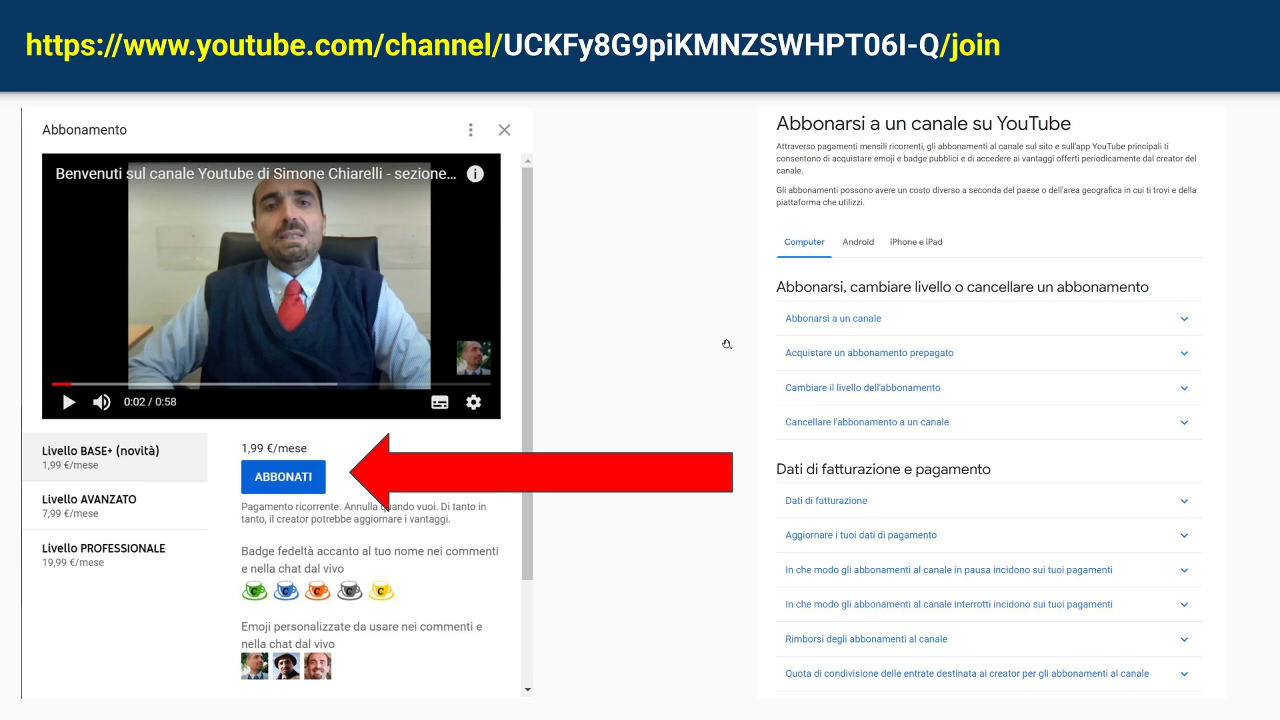 https://www.youtube.com/channel/UCKFy8G9piKMNZSWHPT06I-Q/join
Abbonamento
Benvenuti sul canale Youtube di Simone Chiarelli - sezione...
0:02 / 0:58
Livello BASE+ (novità)
1,99 €/mese
Livello AVANZATO
7,99 €/mese
Livello PROFESSIONALE
19,99 €/mese
1,99 €/mese
ABBONATI
Pagamento ricorrente. Annulla quando vuoi. Di tanto in
tanto, il creator potrebbe aggiornare i vantaggi.
Badge fedeltà accanto al tuo nome nei commenti
e nella chat dal vivo
C C C C C
Emoji personalizzate da usare nei commenti e
nella chat dal vivo
Abbonarsi a un canale su YouTube
Attraverso pagamenti mensili ricorrenti, gli abbonamenti al canale sul sito e sull'app YouTube principali ti
consentono di acquistare emoji e badge pubblici e di accedere ai vantaggi offerti periodicamente dal creator del
canale.
Gli abbonamenti possono avere un costo diverso a seconda del paese o dell'area geografica in cui ti trovi e della
piattaforma che utilizzi.
Computer Android iPhone e iPad
Abbonarsi, cambiare livello o cancellare un abbonamento
Abbonarsi a un canale
Acquistare un abbonamento prepagato
Cambiare il livello dell'abbonamento
Cancellare l'abbonamento a un canale
Dati di fatturazione e pagamento
Dati di fatturazione
Aggiornare i tuoi dati di pagamento
In che modo gli abbonamenti al canale in pausa incidono sui tuoi pagamenti
In che modo gli abbonamenti al canale interrotti incidono sui tuoi pagamenti
Rimborsi degli abbonamenti al canale
Quota di condivisione delle entrate destinata ai creator per gli abbonamenti al canale